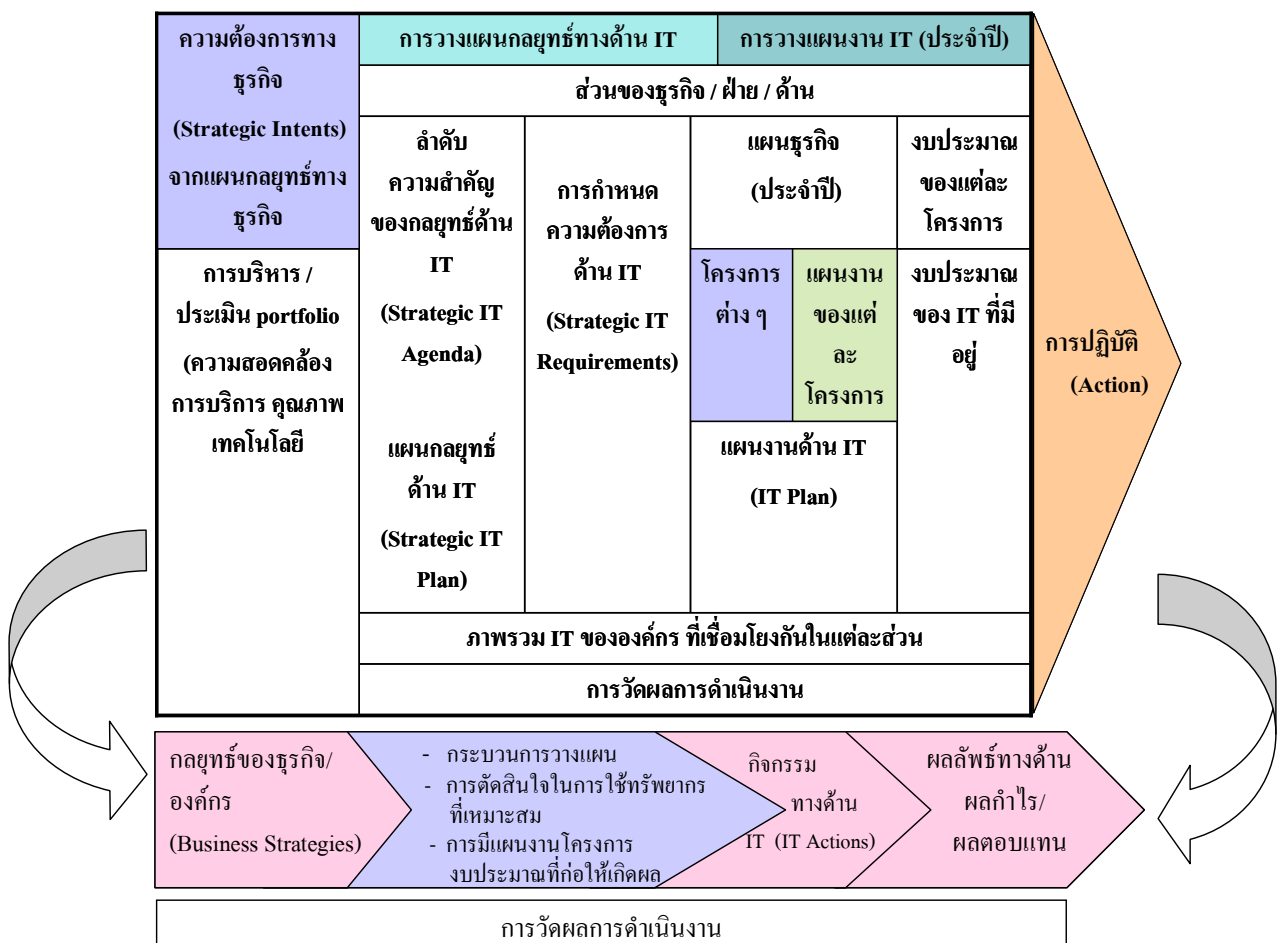 ความต้องการทาง
ธุรกิจ
(Strategic Intents)
จากแผนกลยุทธ์ทาง
ธุรกิจ
การวางแผนกลยุทธ์ทางด้าน IT
การวางแผนงาน IT (ประจำปี)
ส่วนของธุรกิจ / ฝ่าย / ด้าน
ลำดับ
ความสำคัญ
ของกลยุทธ์ด้าน
IT
(Strategic IT
Agenda)
แผนกลยุทธ์
ด้าน IT
(Strategic IT
Plan)
การกำหนด
ความต้องการ
ด้าน IT
(Strategic IT
Requirements)
แผนธุรกิจ
(ประจำปี)
งบประมาณ
ของแต่ละ
โครงการ
โครงการ
ต่าง ๆ
แผนงาน
ของแต่
ละ
โครงการ
งบประมาณ
ของ IT ที่มี
อยู่
แผนงานด้าน IT
(IT Plan)
การบริหาร /
ประเมิน portfolio
(ความสอดคล้อง
การบริการ คุณภาพ
เทคโนโลยี
การปฏิบัติ
(Action)
ภาพรวม IT ขององค์กร ที่เชื่อมโยงกันในแต่ละส่วน
การวัดผลการดำเนินงาน
กลยุทธ์ของธุรกิจ/
องค์กร
(Business Strategies)
- กระบวนการวางแผน
- การตัดสินใจในการใช้ทรัพยากร
ที่เหมาะสม
- การมีแผนงานโครงการ
งบประมาณที่ก่อให้เกิดผล
กิจกรรม
ทางด้าน
IT (IT Actions)
ผลลัพธ์ทางด้าน
ผลกำไร/
ผลตอบแทน
การวัดผลการดำเนินงาน